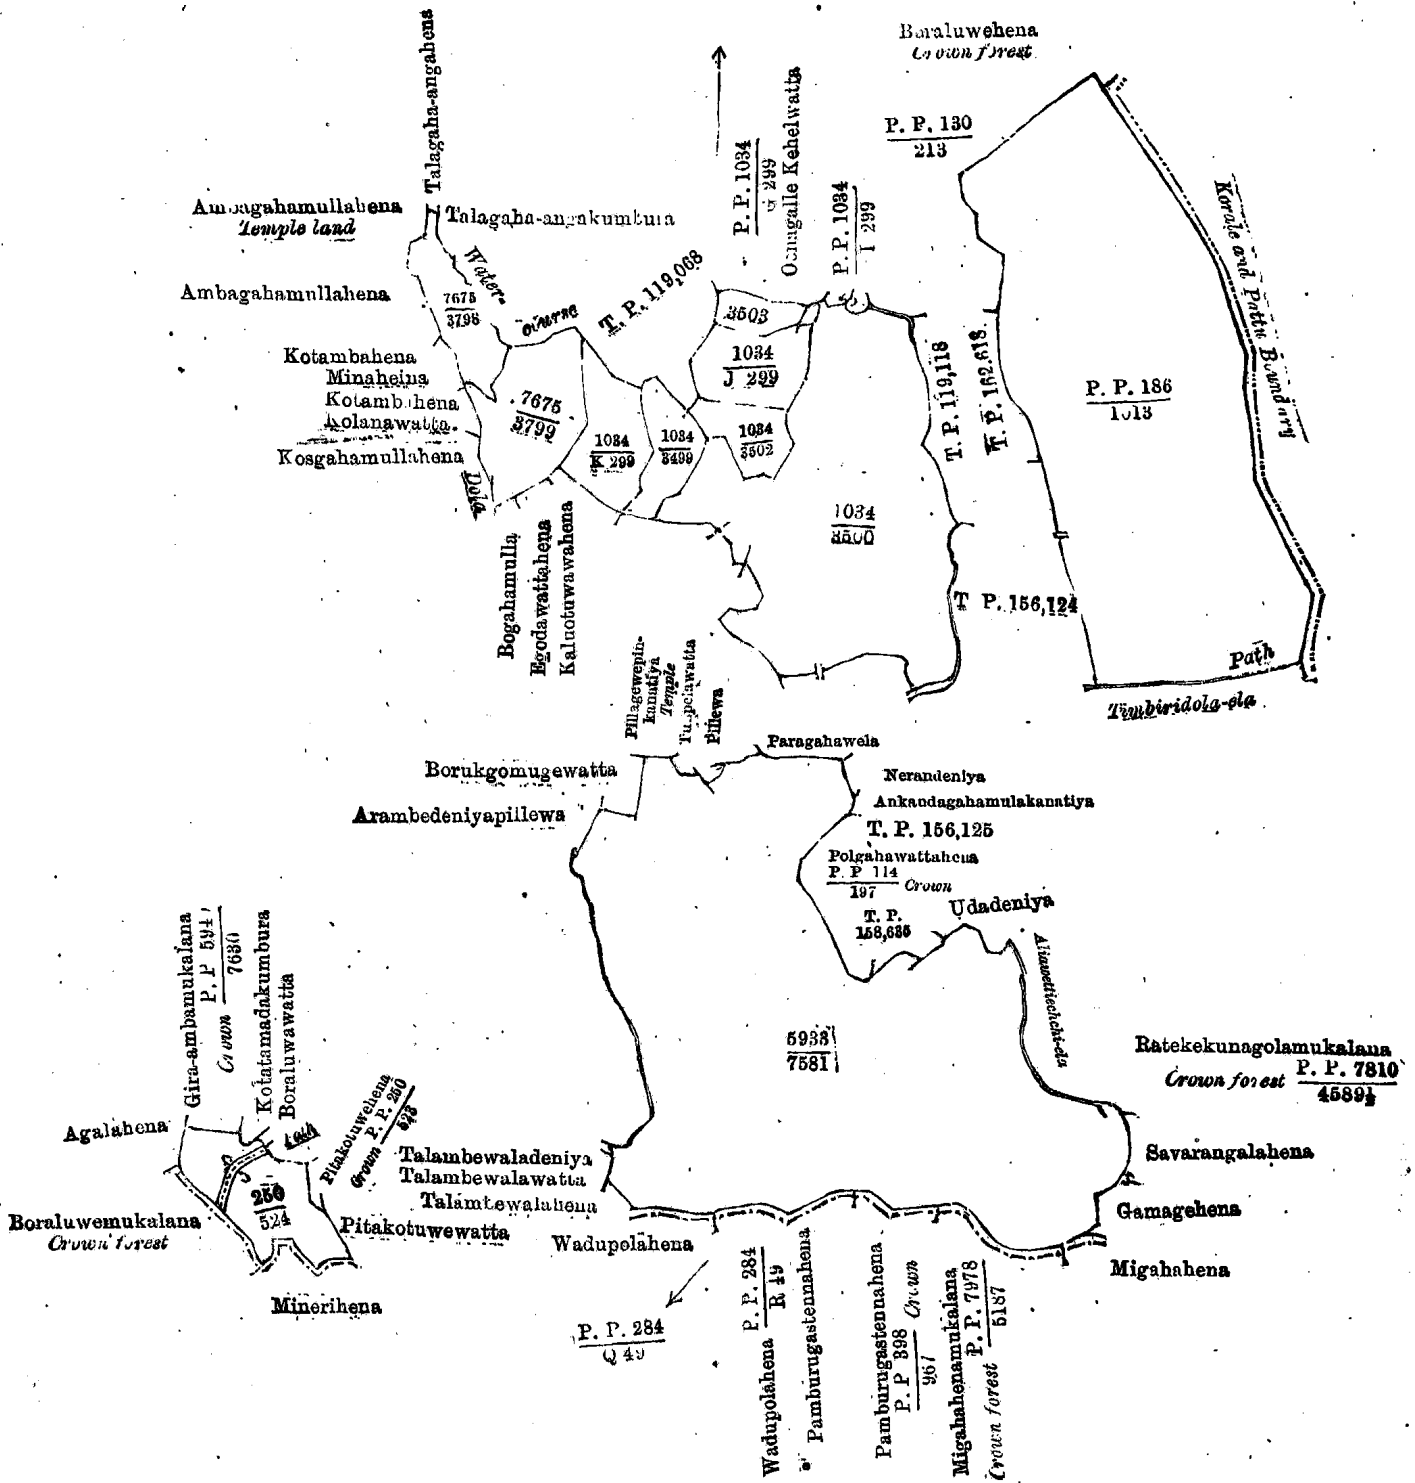 Talagaha-angahena
Ambagahamullahena
Temple land
Talagaha-angakumbura
Water-
course
Ambagahamullahena
7675
3798
T. P. 119,068
P. P. 1034
G 299
Kehelwatta
P. P. 1034
I 299
Boraluwehena
Crown forest
P. P. 130
213
Korale and Pattu Boundary
Kotambahena
Minaheina
Kotambahena
Kolanawatta
Kosgahamullahena
Dola
7675
3799
1034
K 299
1034
3499
3503
1034
J 299
1034
3502
1034
3500
T. P. 119,118
T. P. 162,618
P. P. 186
1013
T. P. 156,124
Path
Timbiridola-ela
Bogahamulla
Egodawattahena
Kaluotuwawahena
Pillagewepin-
kanatiya
Temple
Pillewa
Paragahawela
Borukgomugewatta
Arambedeniyapillewa
Nerandeniya
Ankandagahamulakanatiya
T. P. 156,125
Polgahawattahena
P. P. 114
197
Crown
T. P.
158,635
Udadeniya
5938
7581
Ratekekunagolamukalana
Crown forest P. P. 7810
4589½
Savarangalahena
Gamagehena
Migahahena
Gira-ambamukalana
P. P. 594
7630
Crown
Kotatamadakumbura
Boraluwawatta
Path
Agalahena
Pitakotuwehena
Crown P. P. 250
523
250
524
Boraluwemukalana
Crown forest
Pitakotuwewatta
Minerihena
Talambewaladeniya
Talambewalawatta
Talambewalahena
Wadupolahena
P. P. 284
Q 49
Wadupolahena P. P. 284
R 49
Pamburugastennahena
Pamburugastennahena
P. P. 398 Crown
967
Migahahenamukalana
P. P. 7978
5187
Crown forest